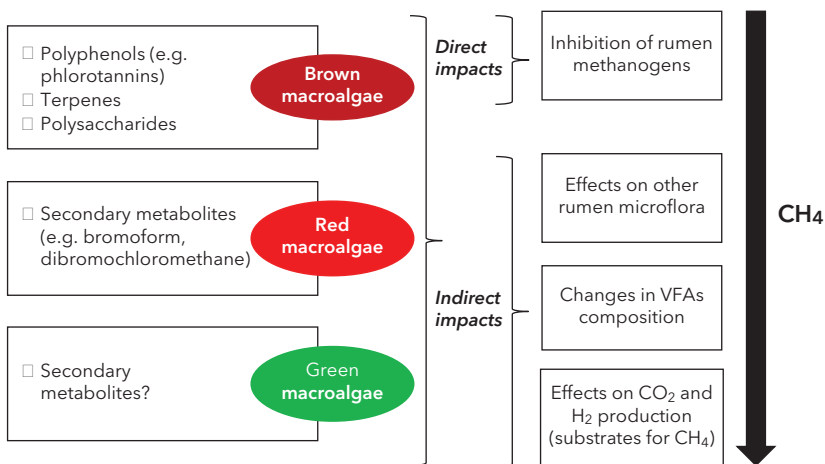 □ Polyphenols (e.g.
phlorotannins)
□ Terpenes
□ Polysaccharides
Brown
macroalgae
□ Secondary metabolites
(e.g. bromoform,
dibromochloromethane)
Red
macroalgae
□ Secondary
metabolites?
Green
macroalgae
Direct
impacts
Inhibition of rumen
methanogens
Indirect
impacts
Effects on other
rumen microflora
Changes in VFAs
composition
Effects on CO₂ and
H₂ production
(substrates for CH₄)
CH₄